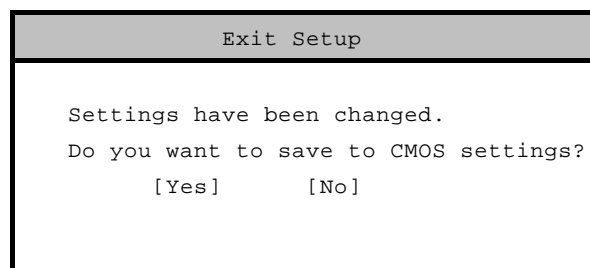 Exit Setup
Settings have been changed.
Do you want to save to CMOS settings?
[Yes] [No]